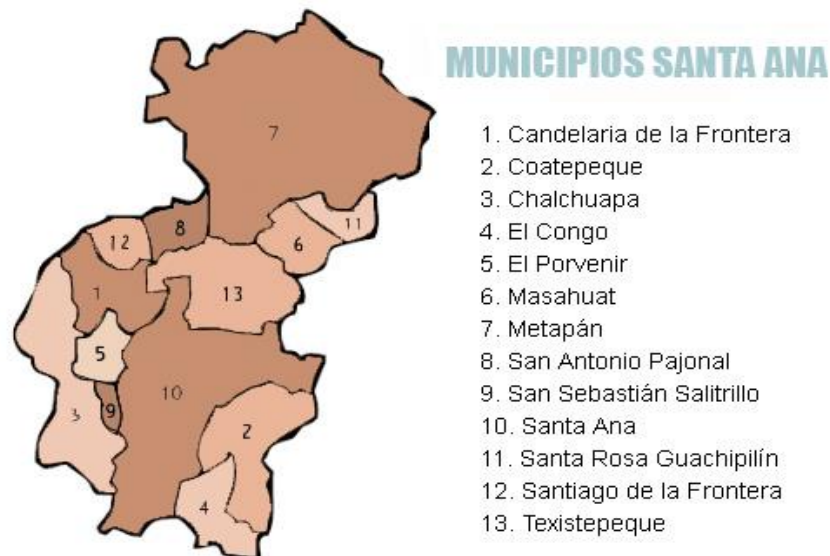 MUNICIPIOS SANTA ANA
1. Candelaria de la Frontera
2. Coatepeque
3. Chalchuapa
4. El Congo
5. El Porvenir
6. Masahuat
7. Metapán
8. San Antonio Pajonal
9. San Sebastián Salitrillo
10. Santa Ana
11. Santa Rosa Guachipilín
12. Santiago de la Frontera
13. Texistepeque
7
11
8
12
6
1
13
5
10
3
9
2
4